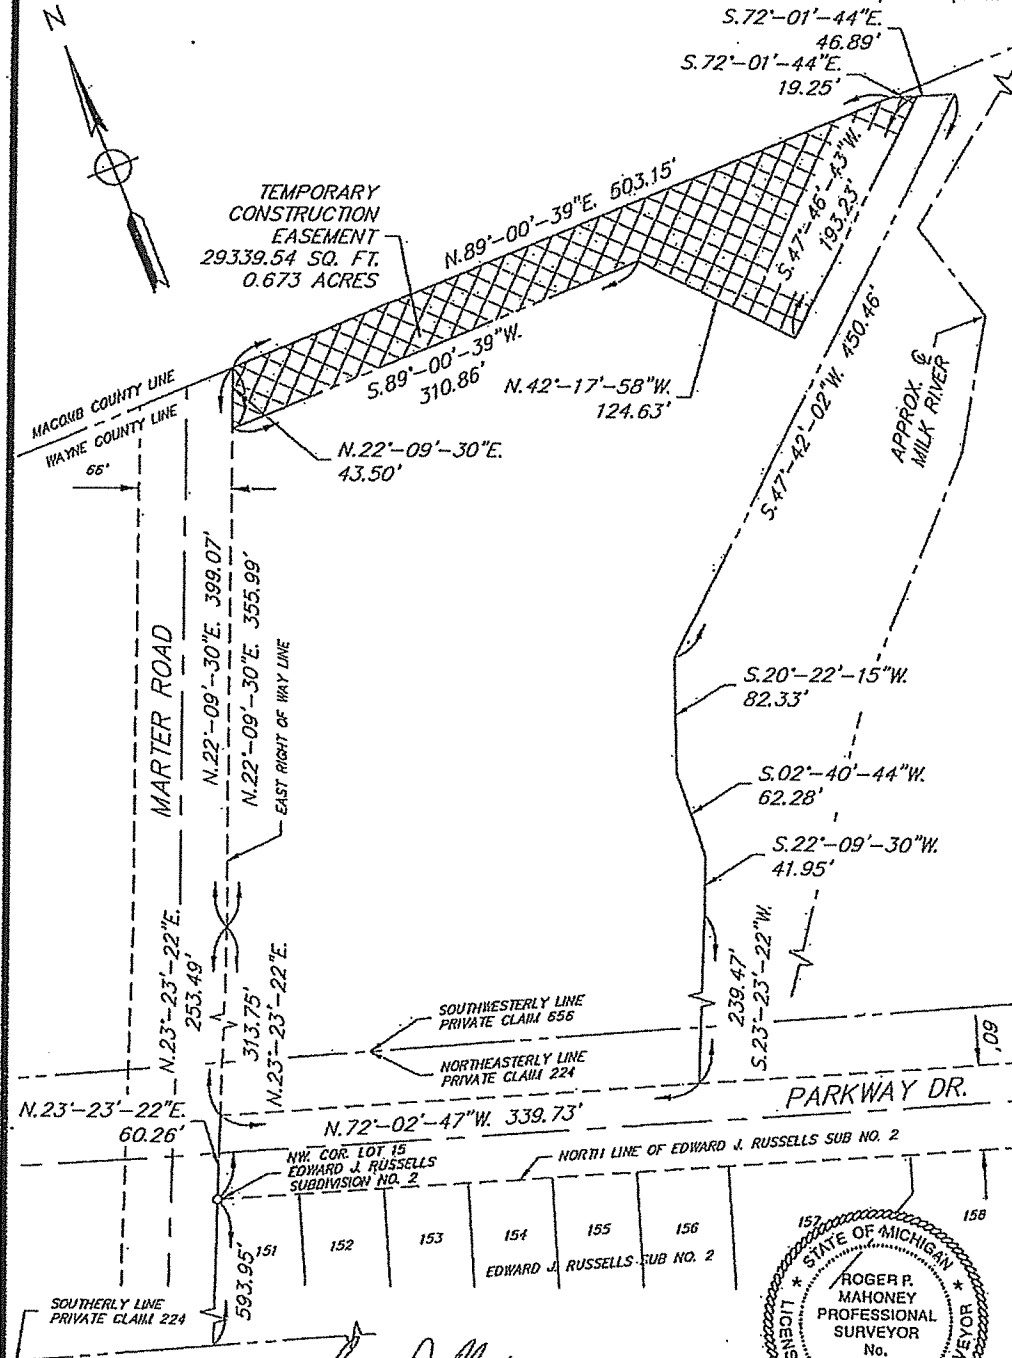 N
S.72°-01'-44"E.
46.89'
S.72°-01'-44"E.
19.25'
TEMPORARY
CONSTRUCTION
EASEMENT
29339.54 SQ. FT.
0.673 ACRES
N.89°-00'-39"E. 603.15'
S.47°-46'-43"W.
193.23'
S.89°-00'-39"W.
310.86'
N.42°-17'-58"W.
124.63'
S.47°-42'-02"W. 450.46'
APPROX. ℄
MILK RIVER
MACOMB COUNTY LINE
WAYNE COUNTY LINE
66'
N.22°-09'-30"E.
43.50'
MARTER ROAD
N.22°-09'-30"E. 399.07'
N.22°-09'-30"E. 355.99'
EAST RIGHT OF WAY LINE
S.20°-22'-15"W.
82.33'
S.02°-40'-44"W.
62.28'
S.22°-09'-30"W.
41.95'
N.23°-23'-22"E.
253.49'
313.75'
N.23°-23'-22"E.
239.47'
S.23°-23'-22"W.
SOUTHWESTERLY LINE
PRIVATE CLAIM 656
NORTHEASTERLY LINE
PRIVATE CLAIM 224
60'
PARKWAY DR.
N.23°-23'-22"E.
60.26'
N.72°-02'-47"W. 339.73'
NW. COR. LOT 15
EDWARD J. RUSSELLS
SUBDIVISION NO. 2
NORTH LINE OF EDWARD J. RUSSELLS SUB NO. 2
151
152
153
154
155
156
157
158
EDWARD J. RUSSELLS SUB NO. 2
593.95'
SOUTHERLY LINE
PRIVATE CLAIM 224
STATE OF MICHIGAN
ROGER P.
MAHONEY
PROFESSIONAL
SURVEYOR
No.